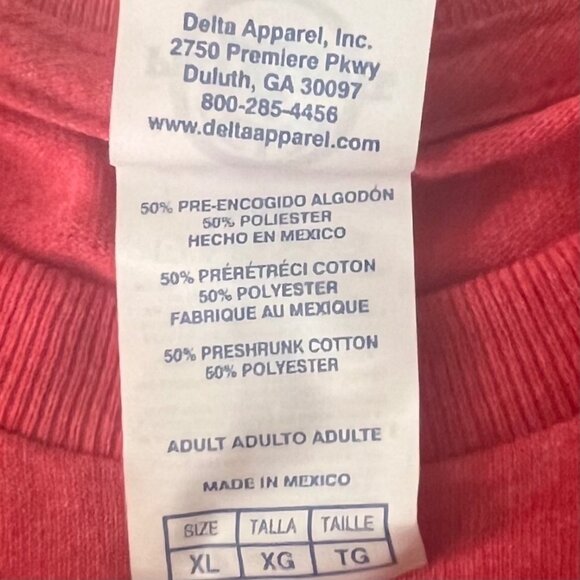 Delta Apparel, Inc.
2750 Premiere Pkwy
Duluth, GA 30097
800-285-4456
www.deltaapparel.com
50% PRE-ENCOGIDO ALGODÓN
50% POLIESTER
HECHO EN MEXICO
50% PRÉRÉTRÉCI COTON
50% POLYESTER
FABRIQUE AU MEXIQUE
50% PRESHRUNK COTTON
50% POLYESTER
ADULT ADULTO ADULTE
MADE IN MEXICO
SIZE TALLA TAILLE
XL XG TG